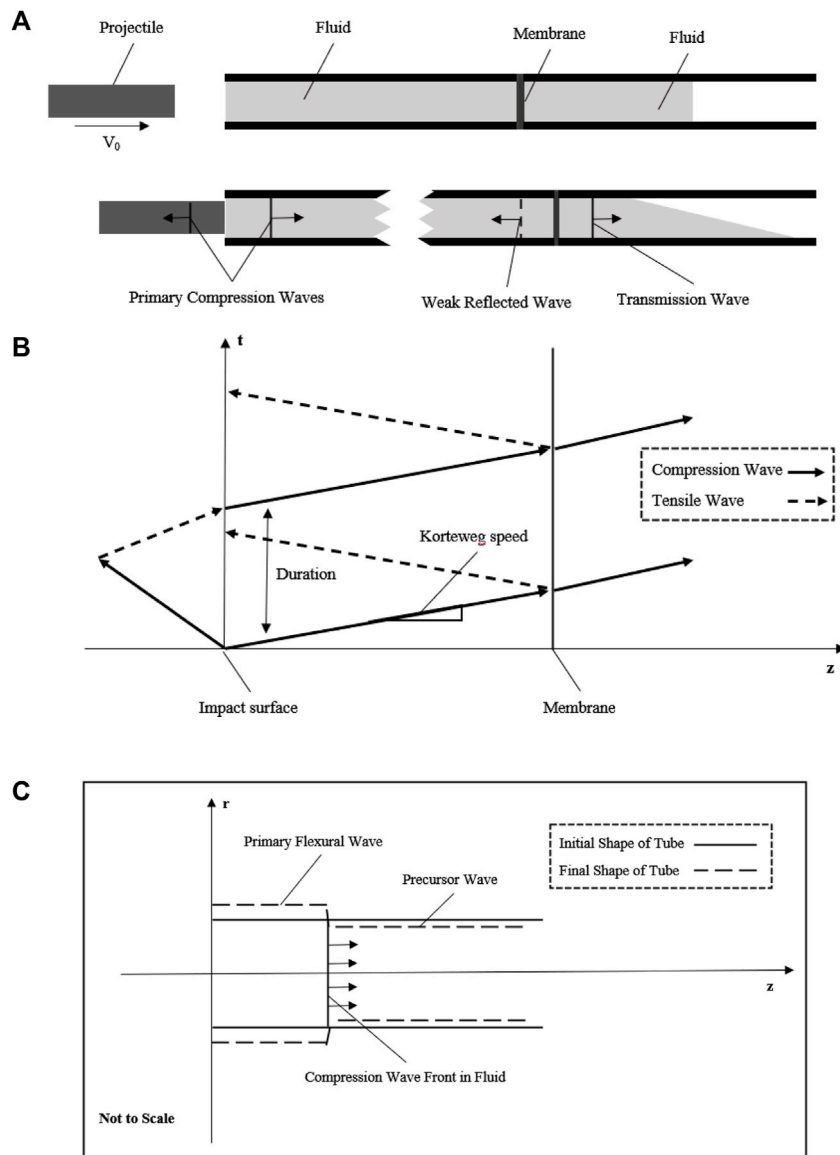 A
Projectile
Fluid
Membrane
Fluid
V0
Primary Compression Waves
Weak Reflected Wave
Transmission Wave
B
t
Compression Wave
Tensile Wave
Korteweg speed
Duration
z
Impact surface
Membrane
C
r
Primary Flexural Wave
Initial Shape of Tube
Final Shape of Tube
Precursor Wave
z
Compression Wave Front in Fluid
Not to Scale